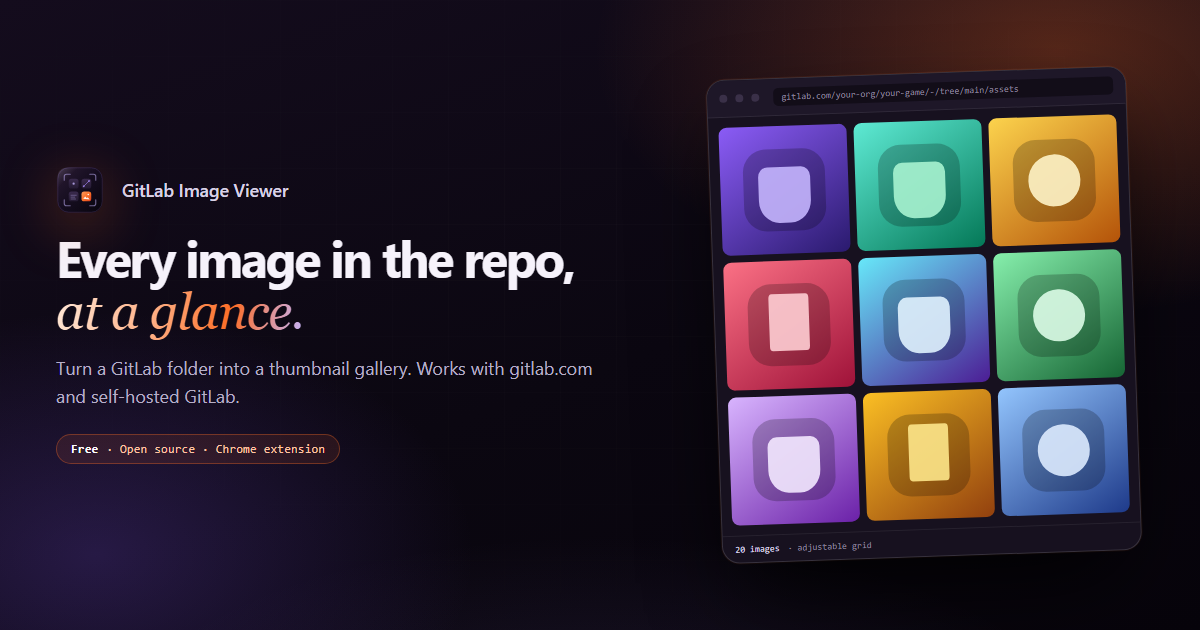 GitLab Image Viewer
Every image in the repo,
at a glance.
Turn a GitLab folder into a thumbnail gallery. Works with gitlab.com
and self-hosted GitLab.
Free · Open source · Chrome extension
gitlab.com/your-org/your-game/-/tree/main/assets
20 images · adjustable grid